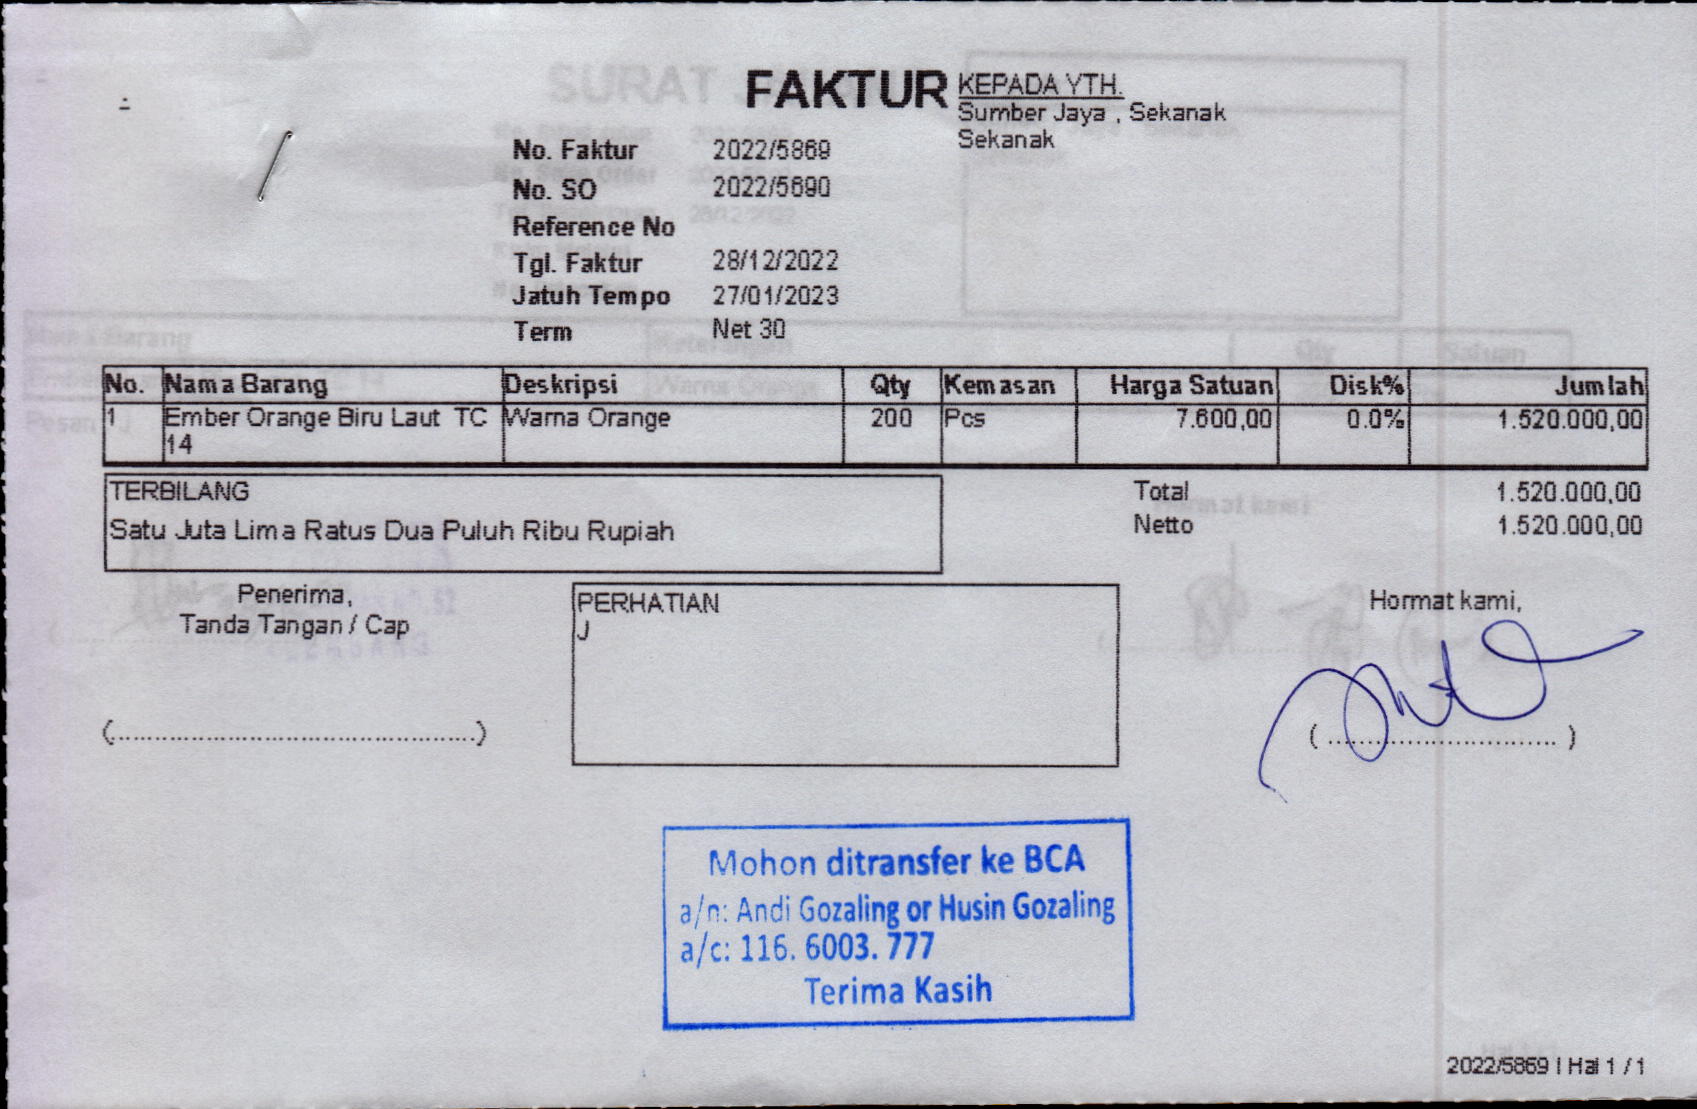 FAKTUR
KEPADA YTH.
Sumber Jaya , Sekanak
Sekanak
No. Faktur 2022/5869
No. SO 2022/5690
Reference No
Tgl. Faktur 28/12/2022
Jatuh Tempo 27/01/2023
Term Net 30
No. Nama Barang Deskripsi Qty Kemasan Harga Satuan Disk% Jumlah
1 Ember Orange Biru Laut TC Warna Orange 200 Pcs 7.600,00 0.0% 1.520.000,00
14
TERBILANG
Satu Juta Lima Ratus Dua Puluh Ribu Rupiah
Total 1.520.000,00
Netto 1.520.000,00
Penerima,
Tanda Tangan / Cap
(..................................................)
PERHATIAN
J
Hormat kami,
(..............................)
Mohon ditransfer ke BCA
a/n: Andi Gozaling or Husin Gozaling
a/c: 116. 6003. 777
Terima Kasih
2022/5869 | Hal 1 / 1